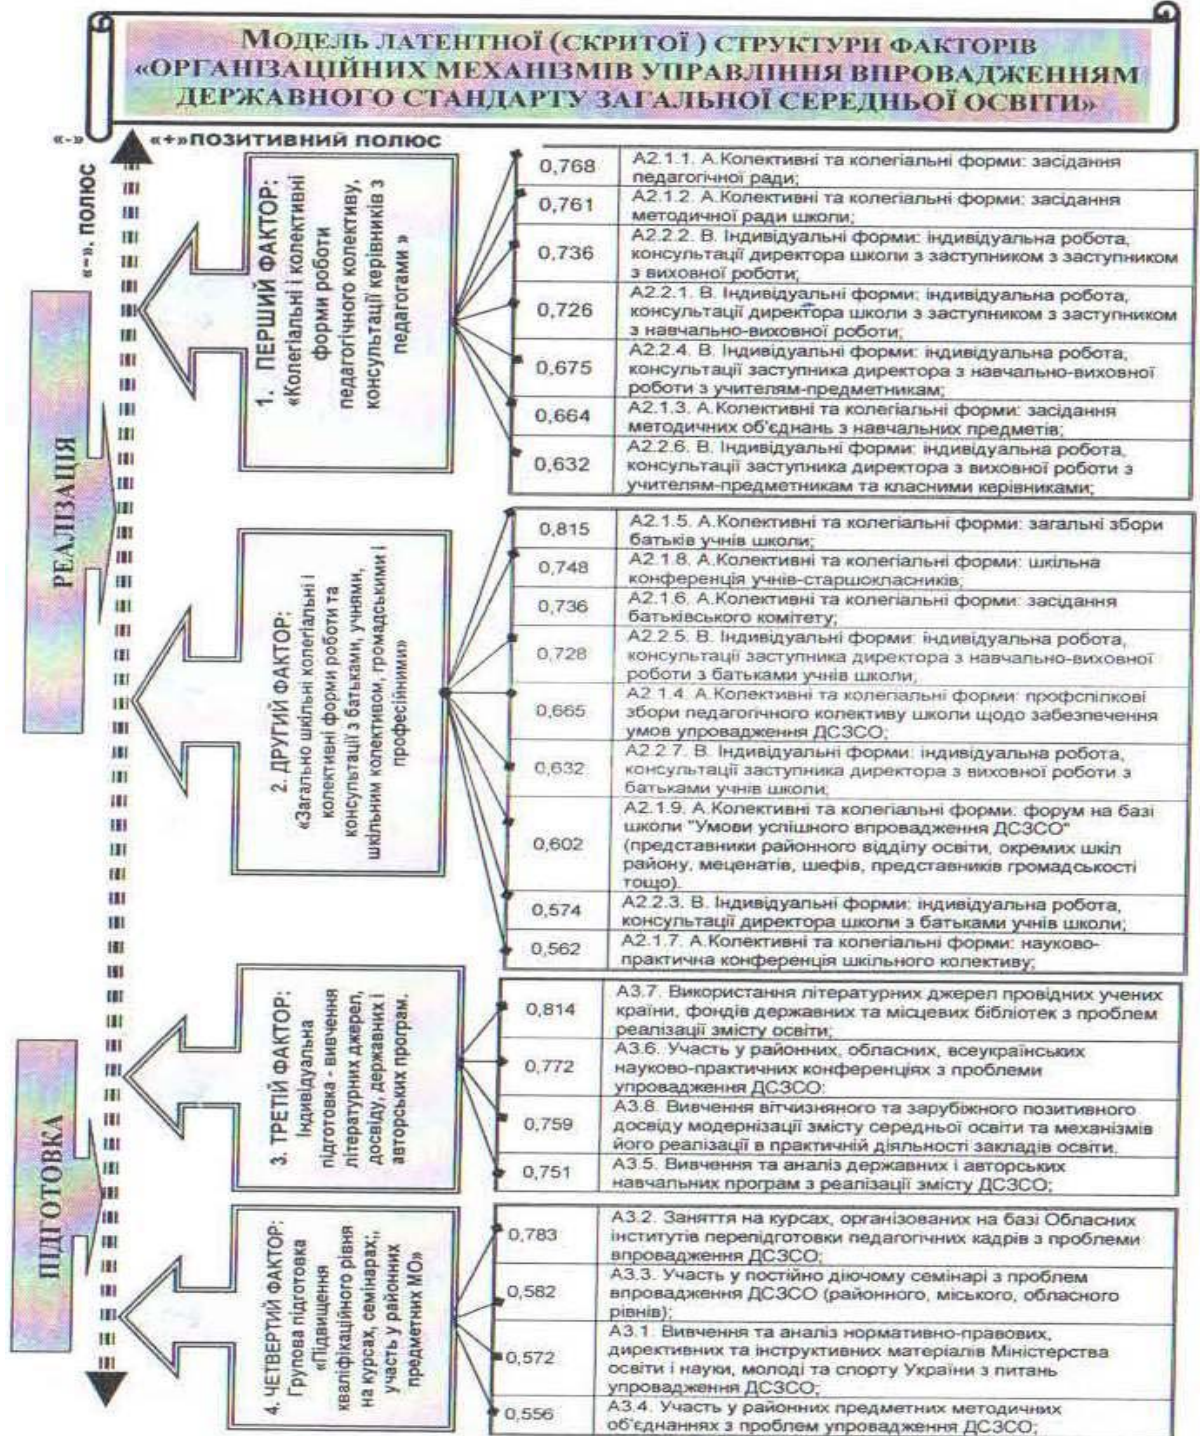 МОДЕЛЬ ЛАТЕНТНОЇ (СКРИТОЇ ) СТРУКТУРИ ФАКТОРІВ
«ОРГАНІЗАЦІЙНИХ МЕХАНІЗМІВ УПРАВЛІННЯ ВПРОВАДЖЕННЯМ
ДЕРЖАВНОГО СТАНДАРТУ ЗАГАЛЬНОЇ СЕРЕДНЬОЇ ОСВІТИ»
«-»
«+»ПОЗИТИВНИЙ ПОЛЮС
«-». ПОЛЮС
РЕАЛІЗАЦІЯ
1. ПЕРШИЙ ФАКТОР:
«Колегіальні і колективні
форми роботи
педагогічного колективу,
консультації керівників з
педагогами »
0,768
А2.1.1. А.Колективні та колегіальні форми: засідання
педагогічної ради;
0,761
А2.1.2. А.Колективні та колегіальні форми: засідання
методичної ради школи;
0,736
А2.2.2. В. Індивідуальні форми: індивідуальна робота,
консультації директора школи з заступником з заступником
з виховної роботи;
0,726
А2.2.1. В. Індивідуальні форми: індивідуальна робота,
консультації директора школи з заступником з заступником
з навчально-виховної роботи;
0,675
А2.2.4. В. Індивідуальні форми: індивідуальна робота,
консультації заступника директора з навчально-виховної
роботи з учителям-предметникам;
0,664
А2.1.3. А.Колективні та колегіальні форми: засідання
методичних об'єднань з навчальних предметів;
0,632
А2.2.6. В. Індивідуальні форми: індивідуальна робота,
консультації заступника директора з виховної роботи з
учителям-предметникам та класними керівниками;
2. ДРУГИЙ ФАКТОР:
«Загально шкільні колегіальні і
колективні форми роботи та
консультації з батьками, учнями,
шкільним колективом, громадськими і
професійними»
0,815
А2.1.5. А.Колективні та колегіальні форми: загальні збори
батьків учнів школи;
0,748
А2.1.8. А.Колективні та колегіальні форми: шкільна
конференція учнів-старшокласників;
0,736
А2.1.6. А.Колективні та колегіальні форми: засідання
батьківського комітету;
0,728
А2.2.5. В. Індивідуальні форми: індивідуальна робота,
консультації заступника директора з навчально-виховної
роботи з батьками учнів школи;
0,665
А2.1.4. А.Колективні та колегіальні форми: профспілкові
збори педагогічного колективу школи щодо забезпечення
умов упровадження ДСЗСО;
0,632
А2.2.7. В. Індивідуальні форми: індивідуальна робота,
консультації заступника директора з виховної роботи з
батьками учнів школи;
0,602
А2.1.9. А.Колективні та колегіальні форми: форум на базі
школи "Умови успішного впровадження ДСЗСО"
(представники районного відділу освіти, окремих шкіл
району, меценатів, шефів, представників громадськості
тощо).
0,574
А2.2.3. В. Індивідуальні форми: індивідуальна робота,
консультації директора школи з батьками учнів школи;
0,562
А2.1.7. А.Колективні та колегіальні форми: науково-
практична конференція шкільного колективу;
ПІДГОТОВКА
3. ТРЕТІЙ ФАКТОР:
Індивідуальна
підготовка - вивчення
літературних джерел,
досвіду, державних і
авторських програм.
0,814
А3.7. Використання літературних джерел провідних учених
країни, фондів державних та місцевих бібліотек з проблем
реалізації змісту освіти;
0,772
А3.6. Участь у районних, обласних, всеукраїнських
науково-практичних конференціях з проблеми
упровадження ДСЗСО:
0,759
А3.8. Вивчення вітчизняного та зарубіжного позитивного
досвіду модернізації змісту середньої освіти та механізмів
його реалізації в практичній діяльності закладів освіти.
0,751
А3.5. Вивчення та аналіз державних і авторських
навчальних програм з реалізації змісту ДСЗСО;
4. ЧЕТВЕРТИЙ ФАКТОР:
Групова підготовка
«Підвищення
кваліфікаційного рівня
на курсах, семінарах;,
участь у районних
предметних МО»
0,783
А3.2. Заняття на курсах, організованих на базі Обласних
інститутів перепідготовки педагогічних кадрів з проблеми
впровадження ДСЗСО;
0,582
А3.3. Участь у постійно діючому семінарі з проблем
впровадження ДСЗСО (районного, міського, обласного
рівнів);
0,572
А3.1. Вивчення та аналіз нормативно-правових,
директивних та інструктивних матеріалів Міністерства
освіти і науки, молоді та спорту України з питань
упровадження ДСЗСО;
0,556
А3.4. Участь у районних предметних методичних
об'єднаннях з проблем упровадження ДСЗСО;